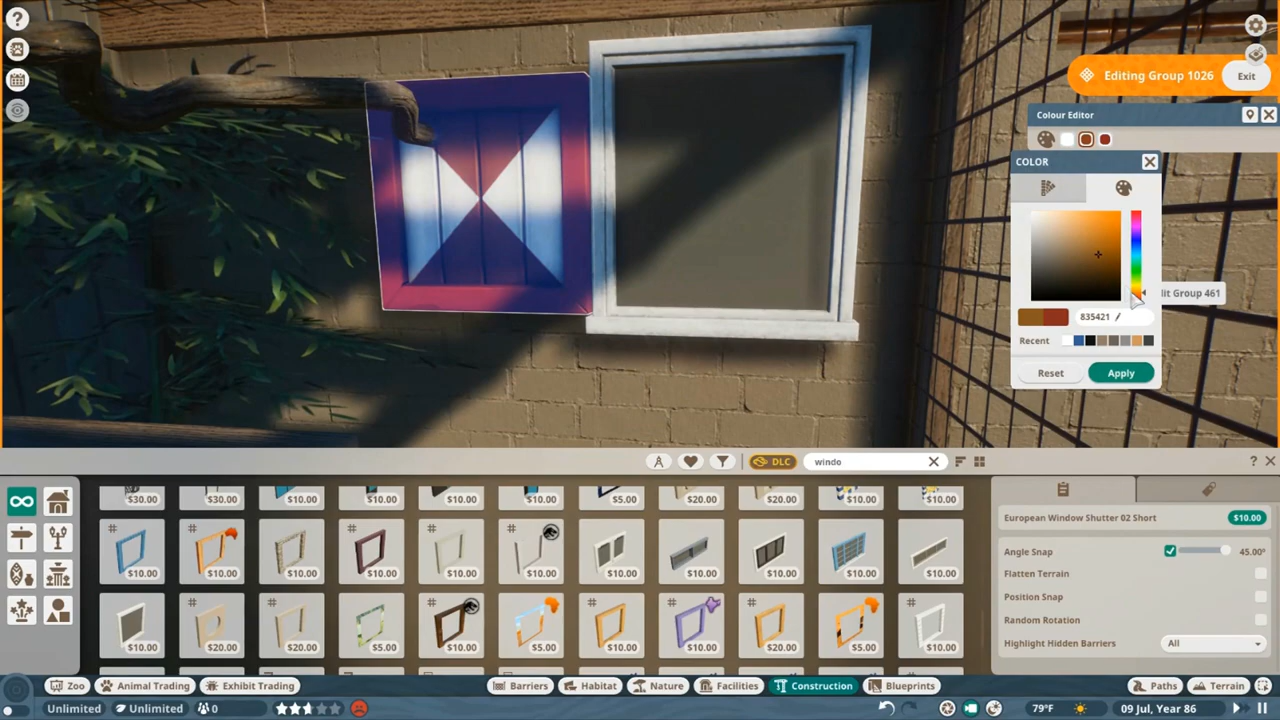 ?
Editing Group 1026
Exit
Colour Editor
COLOR
lit Group 461
835421 /
Recent
Reset
Apply
DLC
windo
?
$30.00 $30.00 $10.00 $10.00 $10.00 $5.00 $20.00 $20.00 $10.00 $10.00
European Window Shutter 02 Short $10.00
# # # # # #
$10.00 $10.00 $10.00 $10.00 $10.00 $10.00 $10.00 $10.00 $10.00 $10.00 $10.00
Angle Snap 45.00°
Flatten Terrain
Position Snap
Random Rotation
Highlight Hidden Barriers All
# # # # # # # #
$10.00 $20.00 $20.00 $5.00 $10.00 $5.00 $10.00 $10.00 $20.00 $5.00 $10.00
Zoo Animal Trading Exhibit Trading Barriers Habitat Nature Facilities Construction Blueprints Paths Terrain
Unlimited Unlimited 0 79°F 09 Jul, Year 86